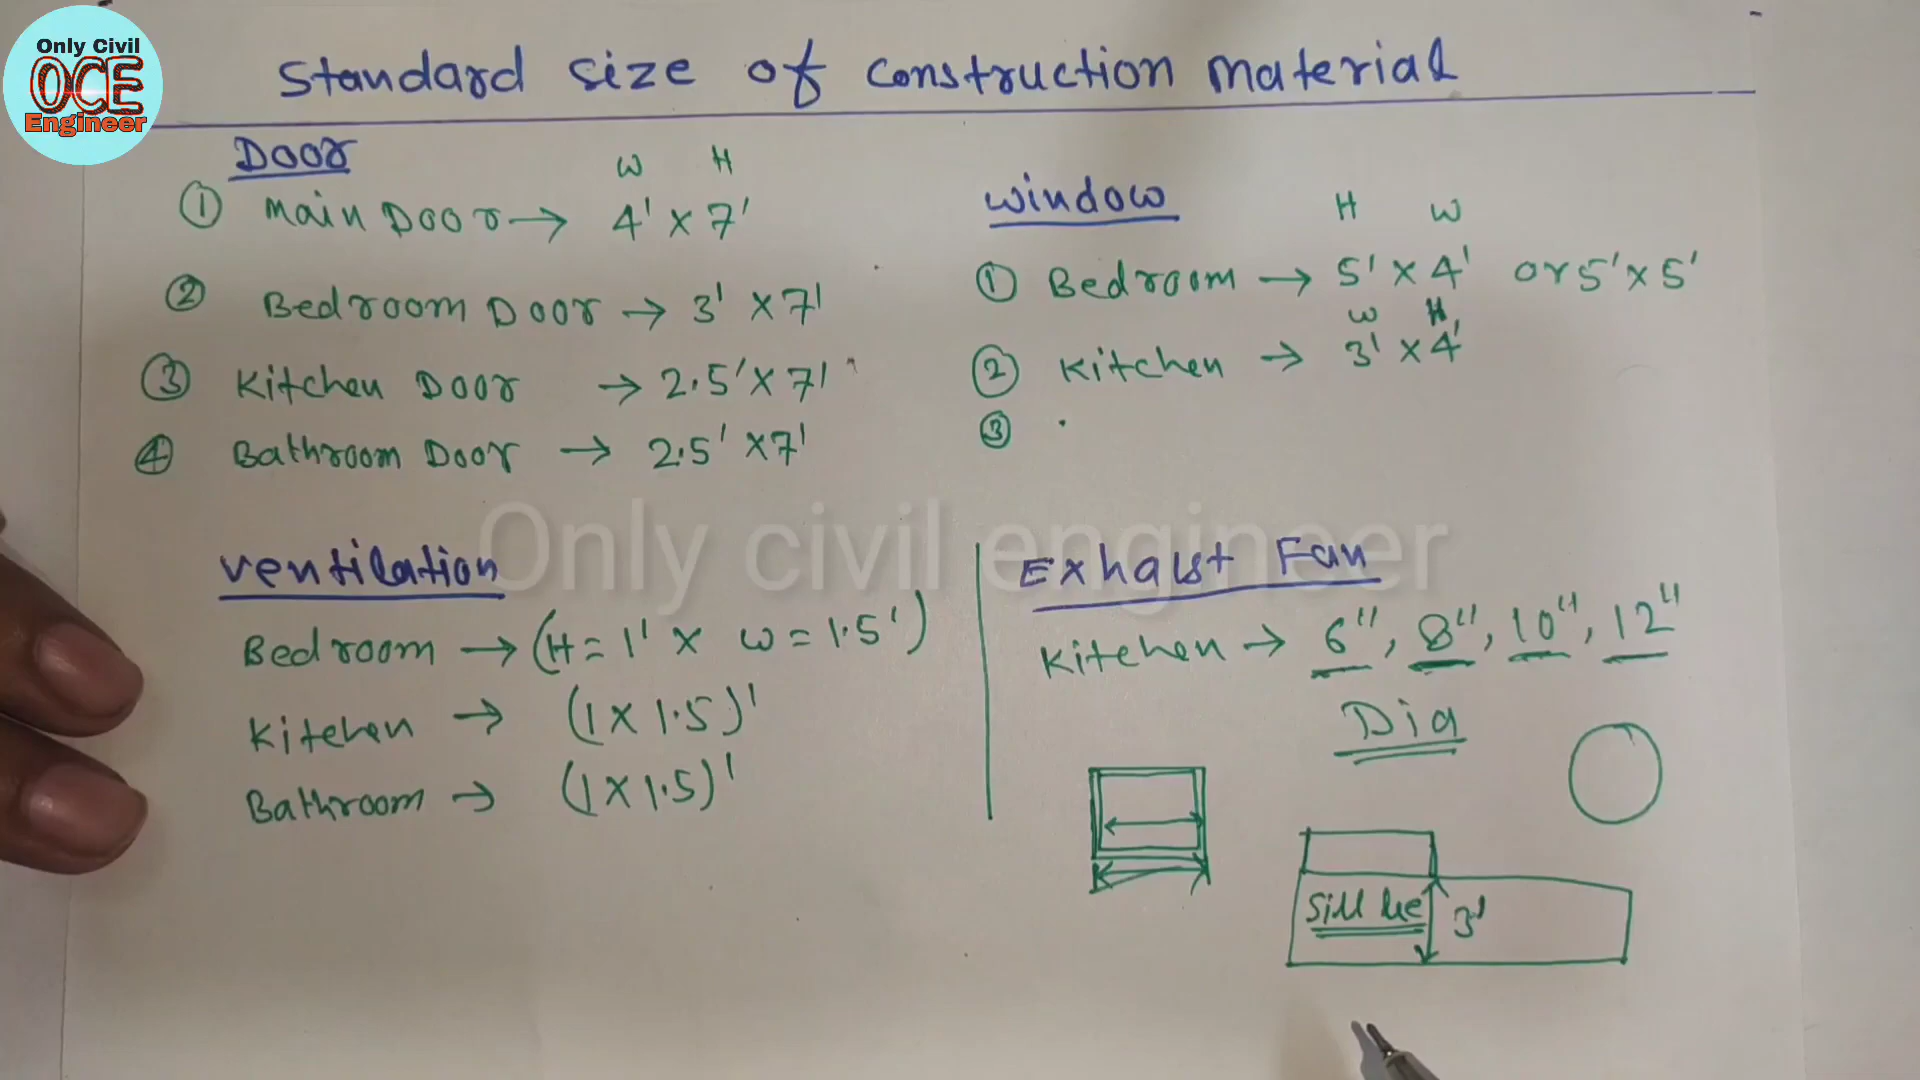 Only Civil
OCE
Engineer
Standard size of construction material
Door
W H
① Main Door → 4' x 7'
② Bedroom Door → 3' x 7'
③ Kitchen Door → 2.5' x 7'
④ Bathroom Door → 2.5' x 7'
Window
H W
① Bedroom → 5' x 4' or 5' x 5'
W H
② Kitchen → 3' x 4'
③
Only civil engineer
Ventilation
Bedroom → (H = 1' x W = 1.5')
Kitchen → (1 x 1.5)'
Bathroom → (1 x 1.5)'
Exhaust Fan
Kitchen → 6", 8", 10", 12"
Dia
Sill he 3'